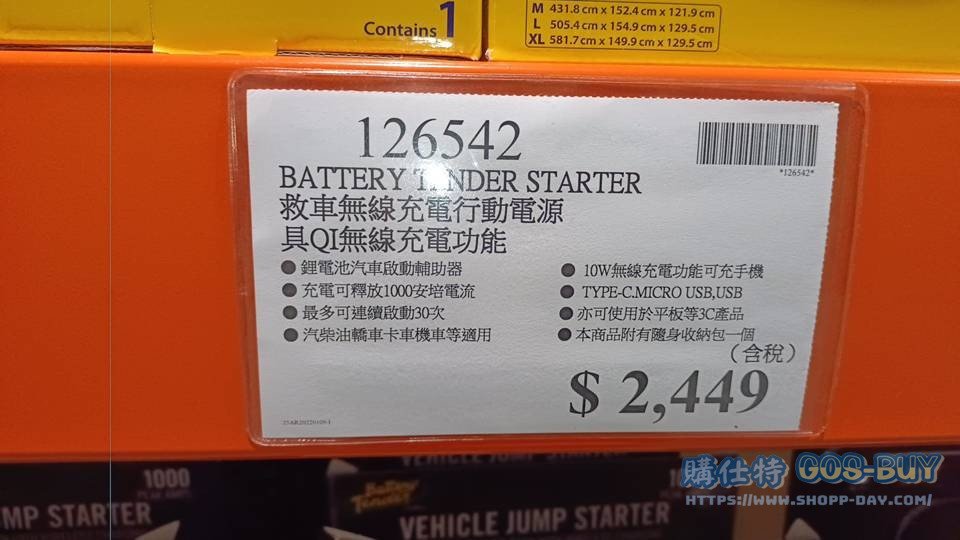 Contains 1
M 431.8 cm x 152.4 cm x 121.9 cm
L 505.4 cm x 154.9 cm x 129.5 cm
XL 581.7 cm x 149.9 cm x 129.5 cm
126542
*126542*
BATTERY TENDER STARTER
救車無線充電行動電源
具QI無線充電功能
●鋰電池汽車啟動輔助器
●充電可釋放1000安培電流
●最多可連續啟動30次
●汽柴油轎車卡車機車等適用
●10W無線充電功能可充手機
●TYPE-C.MICRO USB,USB
●亦可使用於平板等3C產品
●本商品附有隨身收納包一個
(含稅)
$ 2,449
購仕特 COS-BUY
HTTPS://WWW.SHOPP-DAY.COM/
1000
PEAK AMPS
MP STARTER
Battery Tender
VEHICLE JUMP STARTER
VEHICLE JUMP STARTER